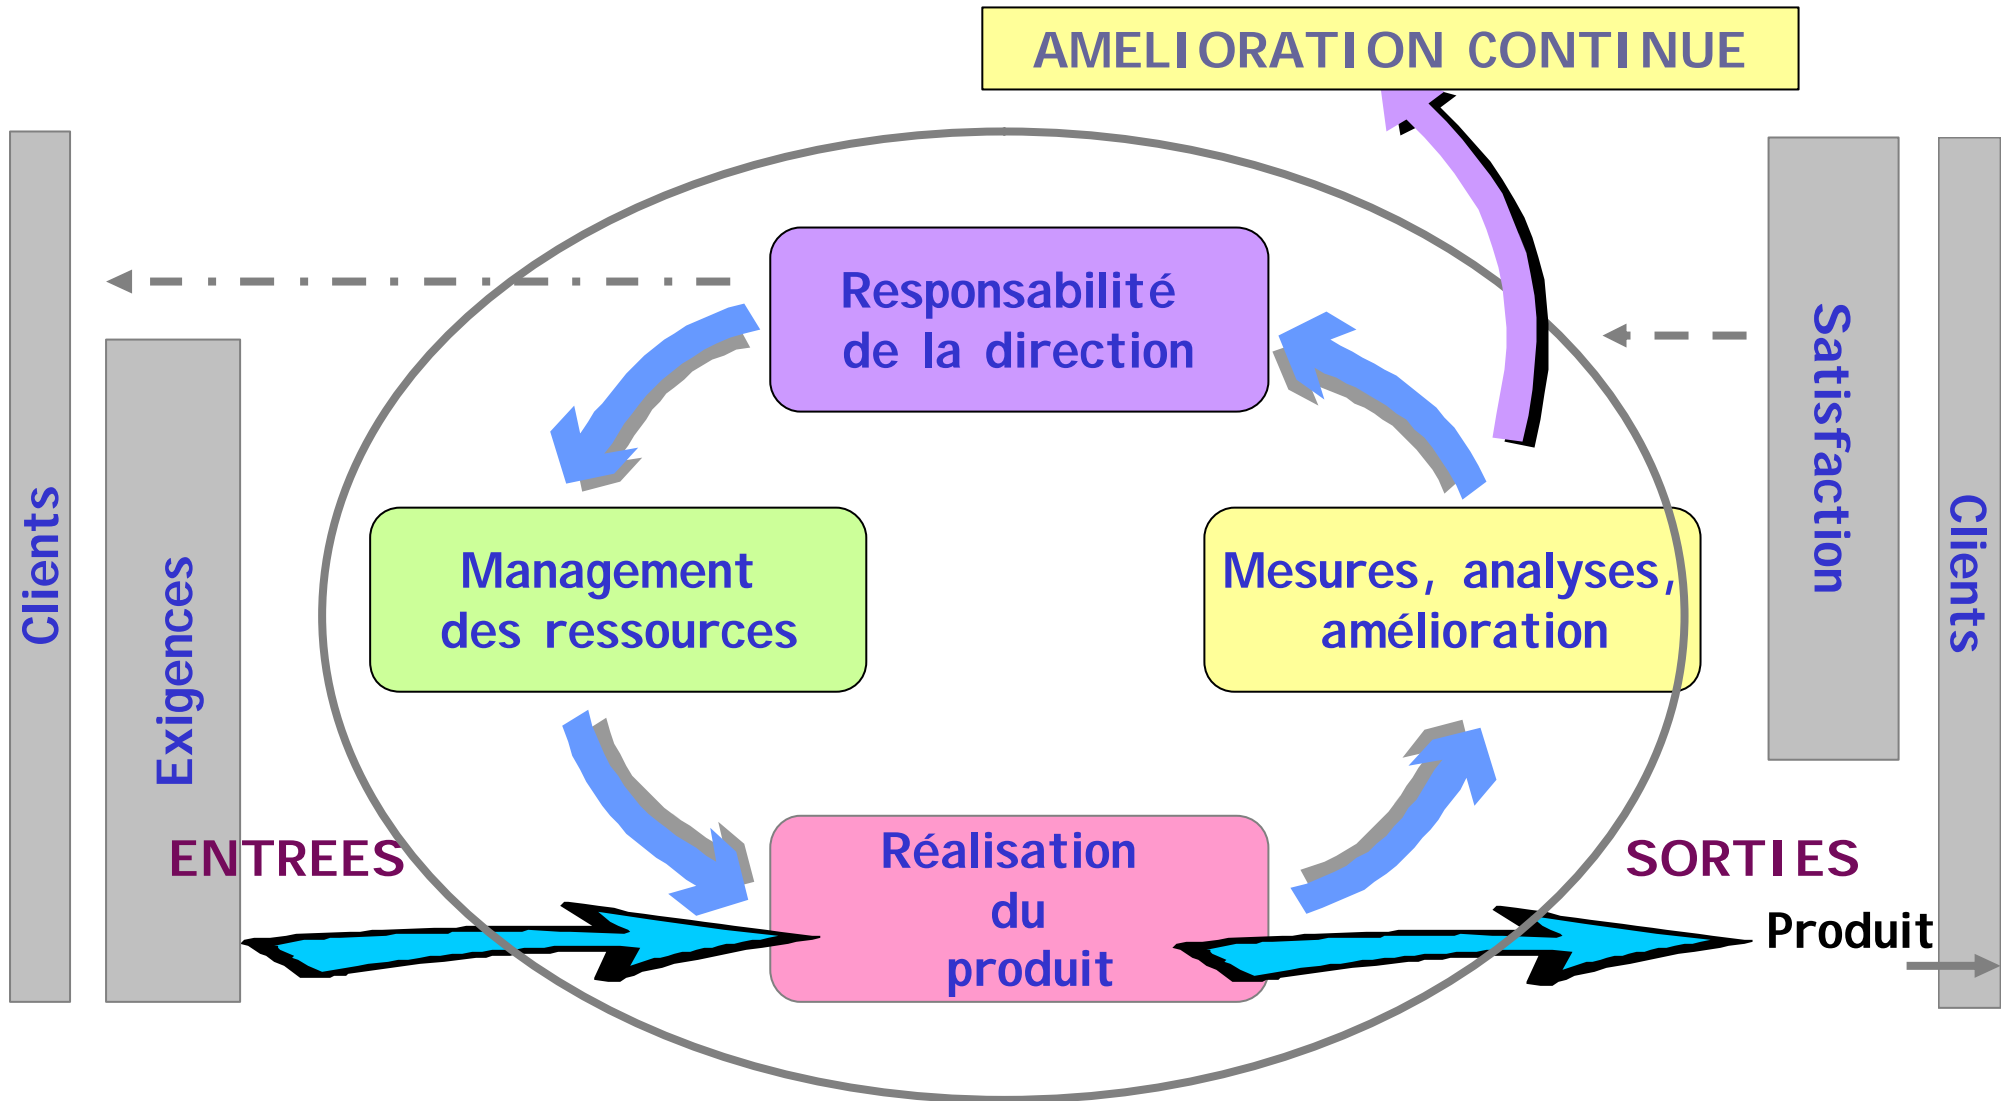 AMELIORATION CONTINUE
Clients
Exigences
Responsabilité
de la direction
Management
des ressources
Mesures, analyses,
amélioration
Satisfaction
Clients
ENTREES
Réalisation
du
produit
SORTIES
Produit